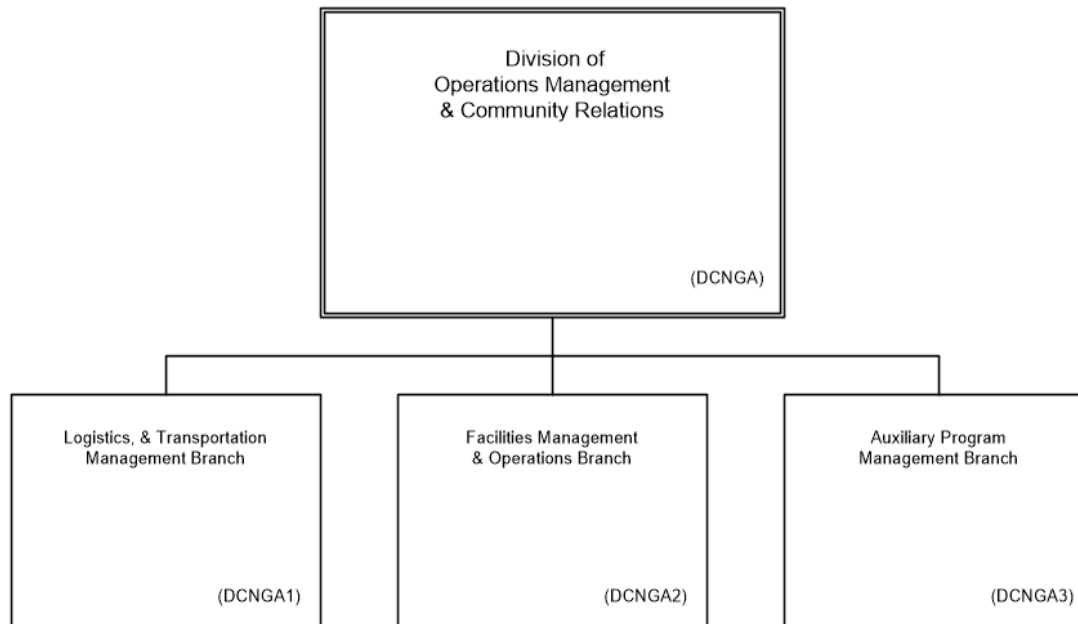 Division of
Operations Management
& Community Relations
(DCNGA)
Logistics, & Transportation
Management Branch
(DCNGA1)
Facilities Management
& Operations Branch
(DCNGA2)
Auxiliary Program
Management Branch
(DCNGA3)